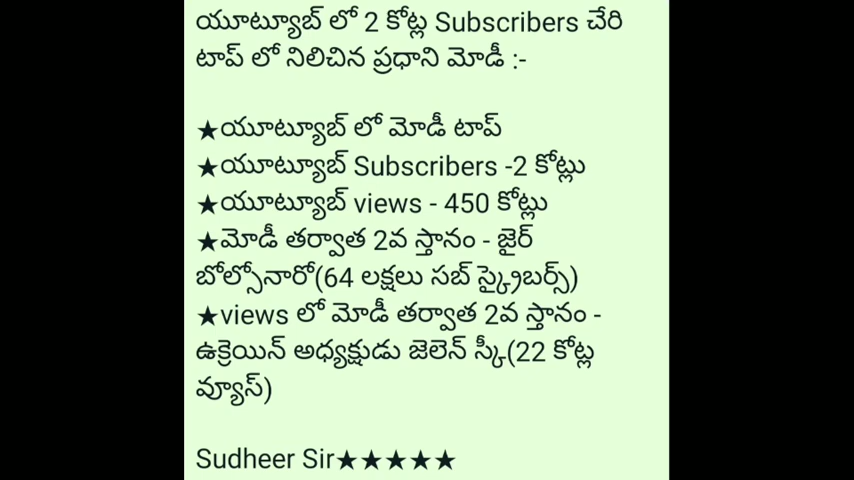 యూట్యూబ్ లో 2 కోట్ల Subscribers చేరి
టాప్ లో నిలిచిన ప్రధాని మోడీ :-
★యూట్యూబ్ లో మోడీ టాప్
★యూట్యూబ్ Subscribers -2 కోట్లు
★యూట్యూబ్ views - 450 కోట్లు
★మోడీ తర్వాత 2వ స్తానం - జైర్
బోల్సోనారో(64 లక్షలు సబ్ స్క్రైబర్స్)
★views లో మోడీ తర్వాత 2వ స్తానం -
ఉక్రెయిన్ అధ్యక్షుడు జెలెన్ స్కీ(22 కోట్ల
వ్యూస్)
Sudheer Sir★★★★★